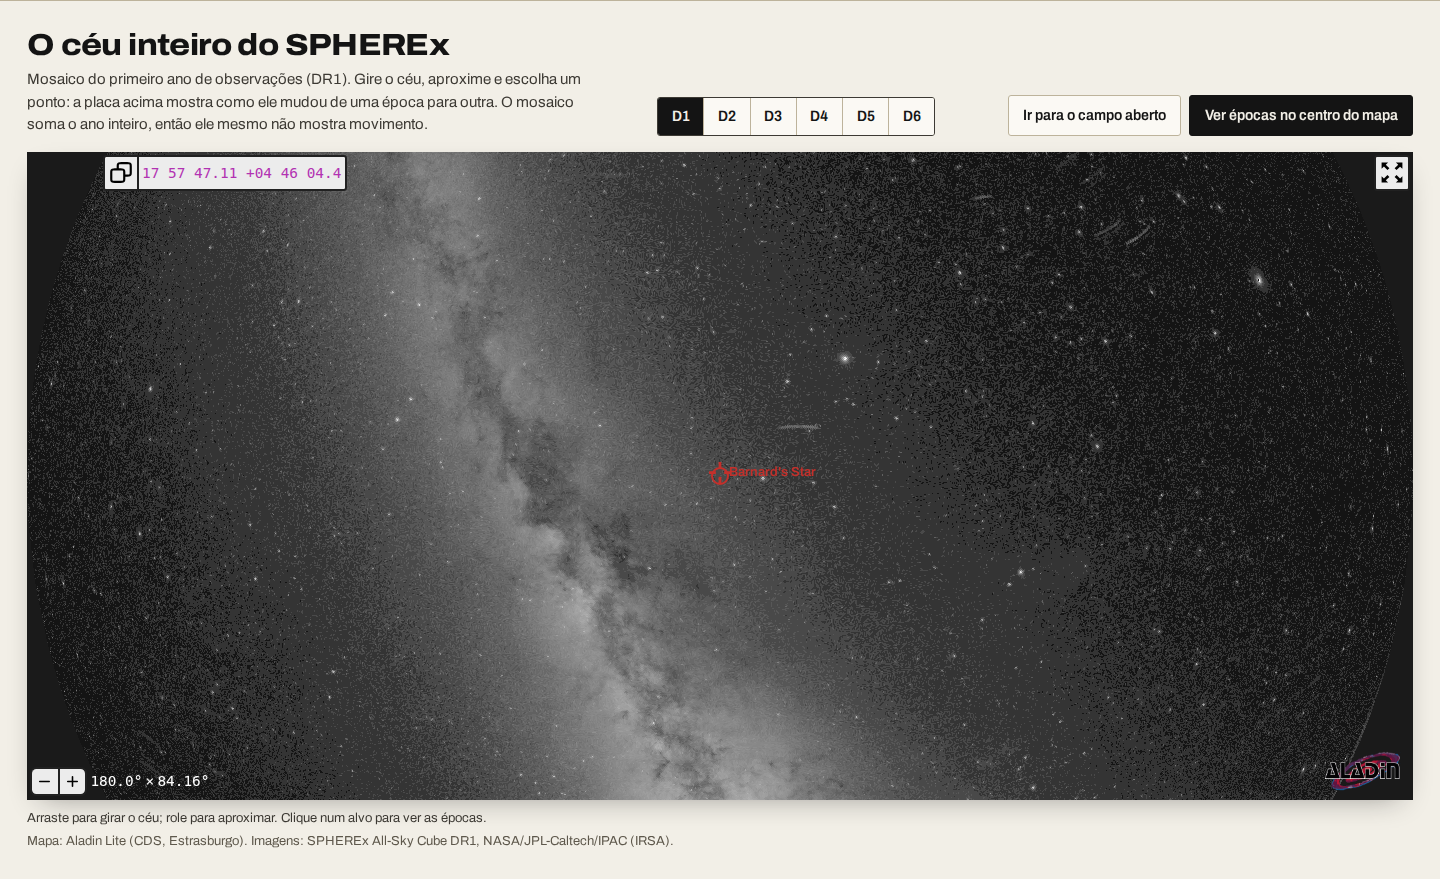 O céu inteiro do SPHEREx
Mosaico do primeiro ano de observações (DR1). Gire o céu, aproxime e escolha um
ponto: a placa acima mostra como ele mudou de uma época para outra. O mosaico
soma o ano inteiro, então ele mesmo não mostra movimento.
D1 D2 D3 D4 D5 D6
Ir para o campo aberto
Ver épocas no centro do mapa
17 57 47.11 +04 46 04.4
Barnard's Star
− + 180.0° × 84.16°
ALADiN
Arraste para girar o céu; role para aproximar. Clique num alvo para ver as épocas.
Mapa: Aladin Lite (CDS, Estrasburgo). Imagens: SPHEREx All-Sky Cube DR1, NASA/JPL-Caltech/IPAC (IRSA).